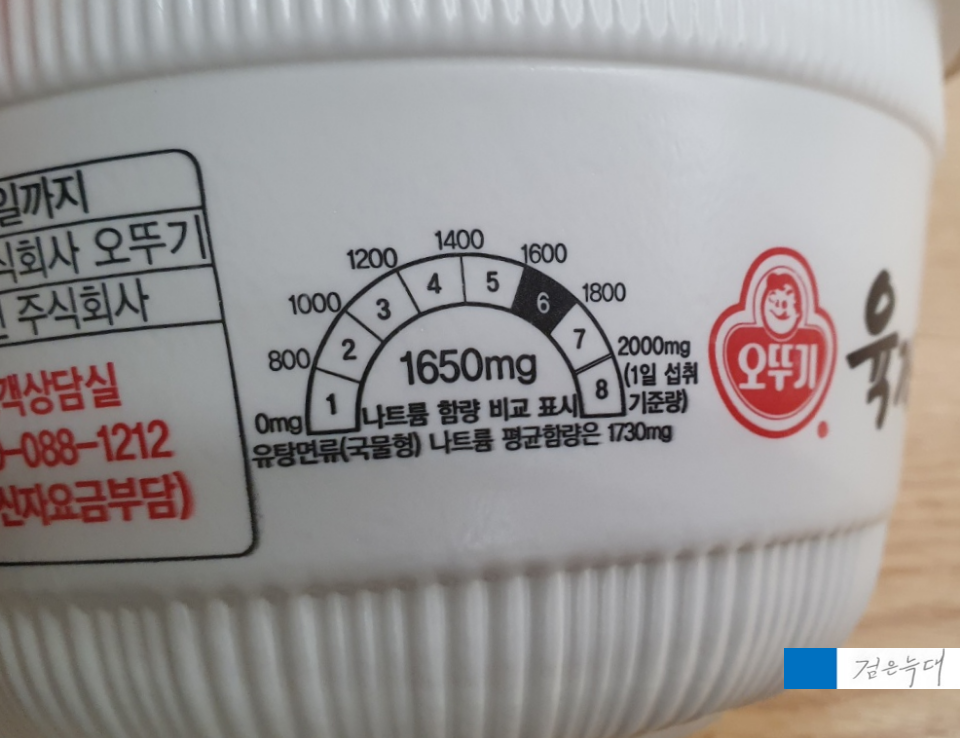 일까지
식회사 오뚜기
주식회사
객상담실
-088-1212
신자요금부담)
0mg
800
1000
1200
1400
1600
1800
2000mg
(1일 섭취
기준량)
1
2
3
4
5
6
7
8
1650mg
나트륨 함량 비교 표시
유탕면류(국물형) 나트륨 평균함량은 1730mg
오뚜기
육
검은늑대